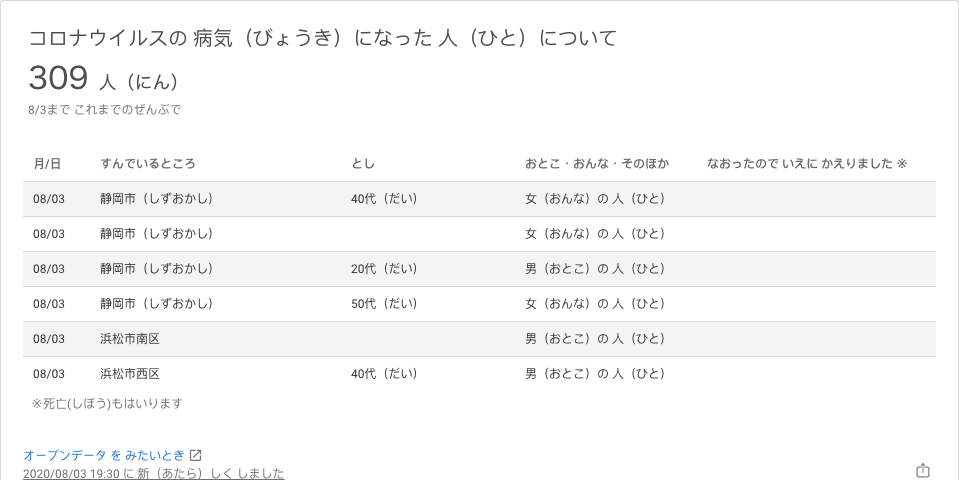 コロナウイルスの 病気（びょうき）になった 人（ひと）について
309 人（にん）
8/3まで これまでのぜんぶで
月/日 すんでいるところ とし おとこ・おんな・そのほか なおったので いえに かえりました ※
08/03 静岡市（しずおかし） 40代（だい） 女（おんな）の 人（ひと）
08/03 静岡市（しずおかし） 女（おんな）の 人（ひと）
08/03 静岡市（しずおかし） 20代（だい） 男（おとこ）の 人（ひと）
08/03 静岡市（しずおかし） 50代（だい） 女（おんな）の 人（ひと）
08/03 浜松市南区 男（おとこ）の 人（ひと）
08/03 浜松市西区 40代（だい） 男（おとこ）の 人（ひと）
※死亡(しぼう)もはいります
オープンデータ を みたいとき
2020/08/03 19:30 に 新（あたら）しく しました